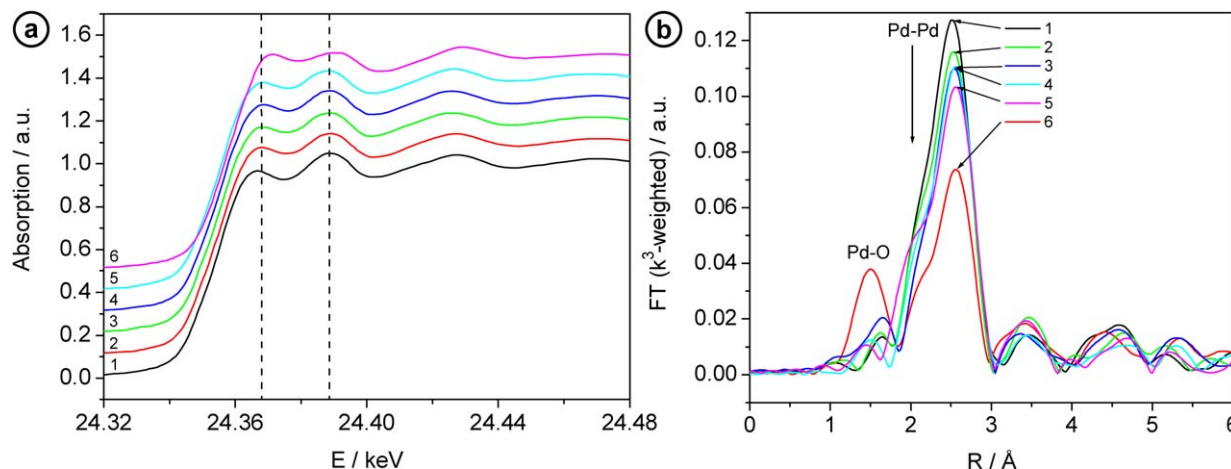 a
1.6
1.4
1.2
1.0
0.8
0.6
0.4
0.2
0.0
Absorption / a.u.
6
5
4
3
2
1
24.32 24.36 24.40 24.44 24.48
E / keV
b
0.12
0.10
0.08
0.06
0.04
0.02
0.00
FT (k³-weighted) / a.u.
Pd-Pd
Pd-O
1
2
3
4
5
6
0 1 2 3 4 5 6
R / Å